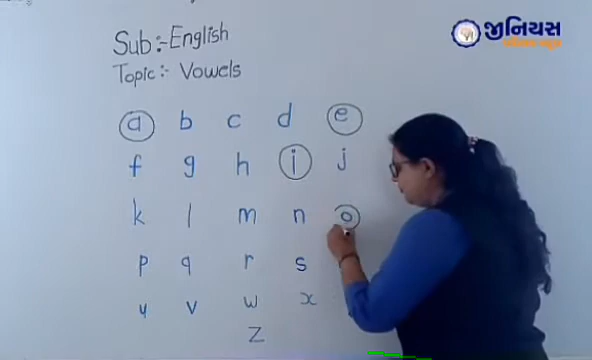 Sub:- English
Topic:- Vowels
a b c d e
f g h i j
k l m n o
p q r s
u v w x
z
જીનિયસ